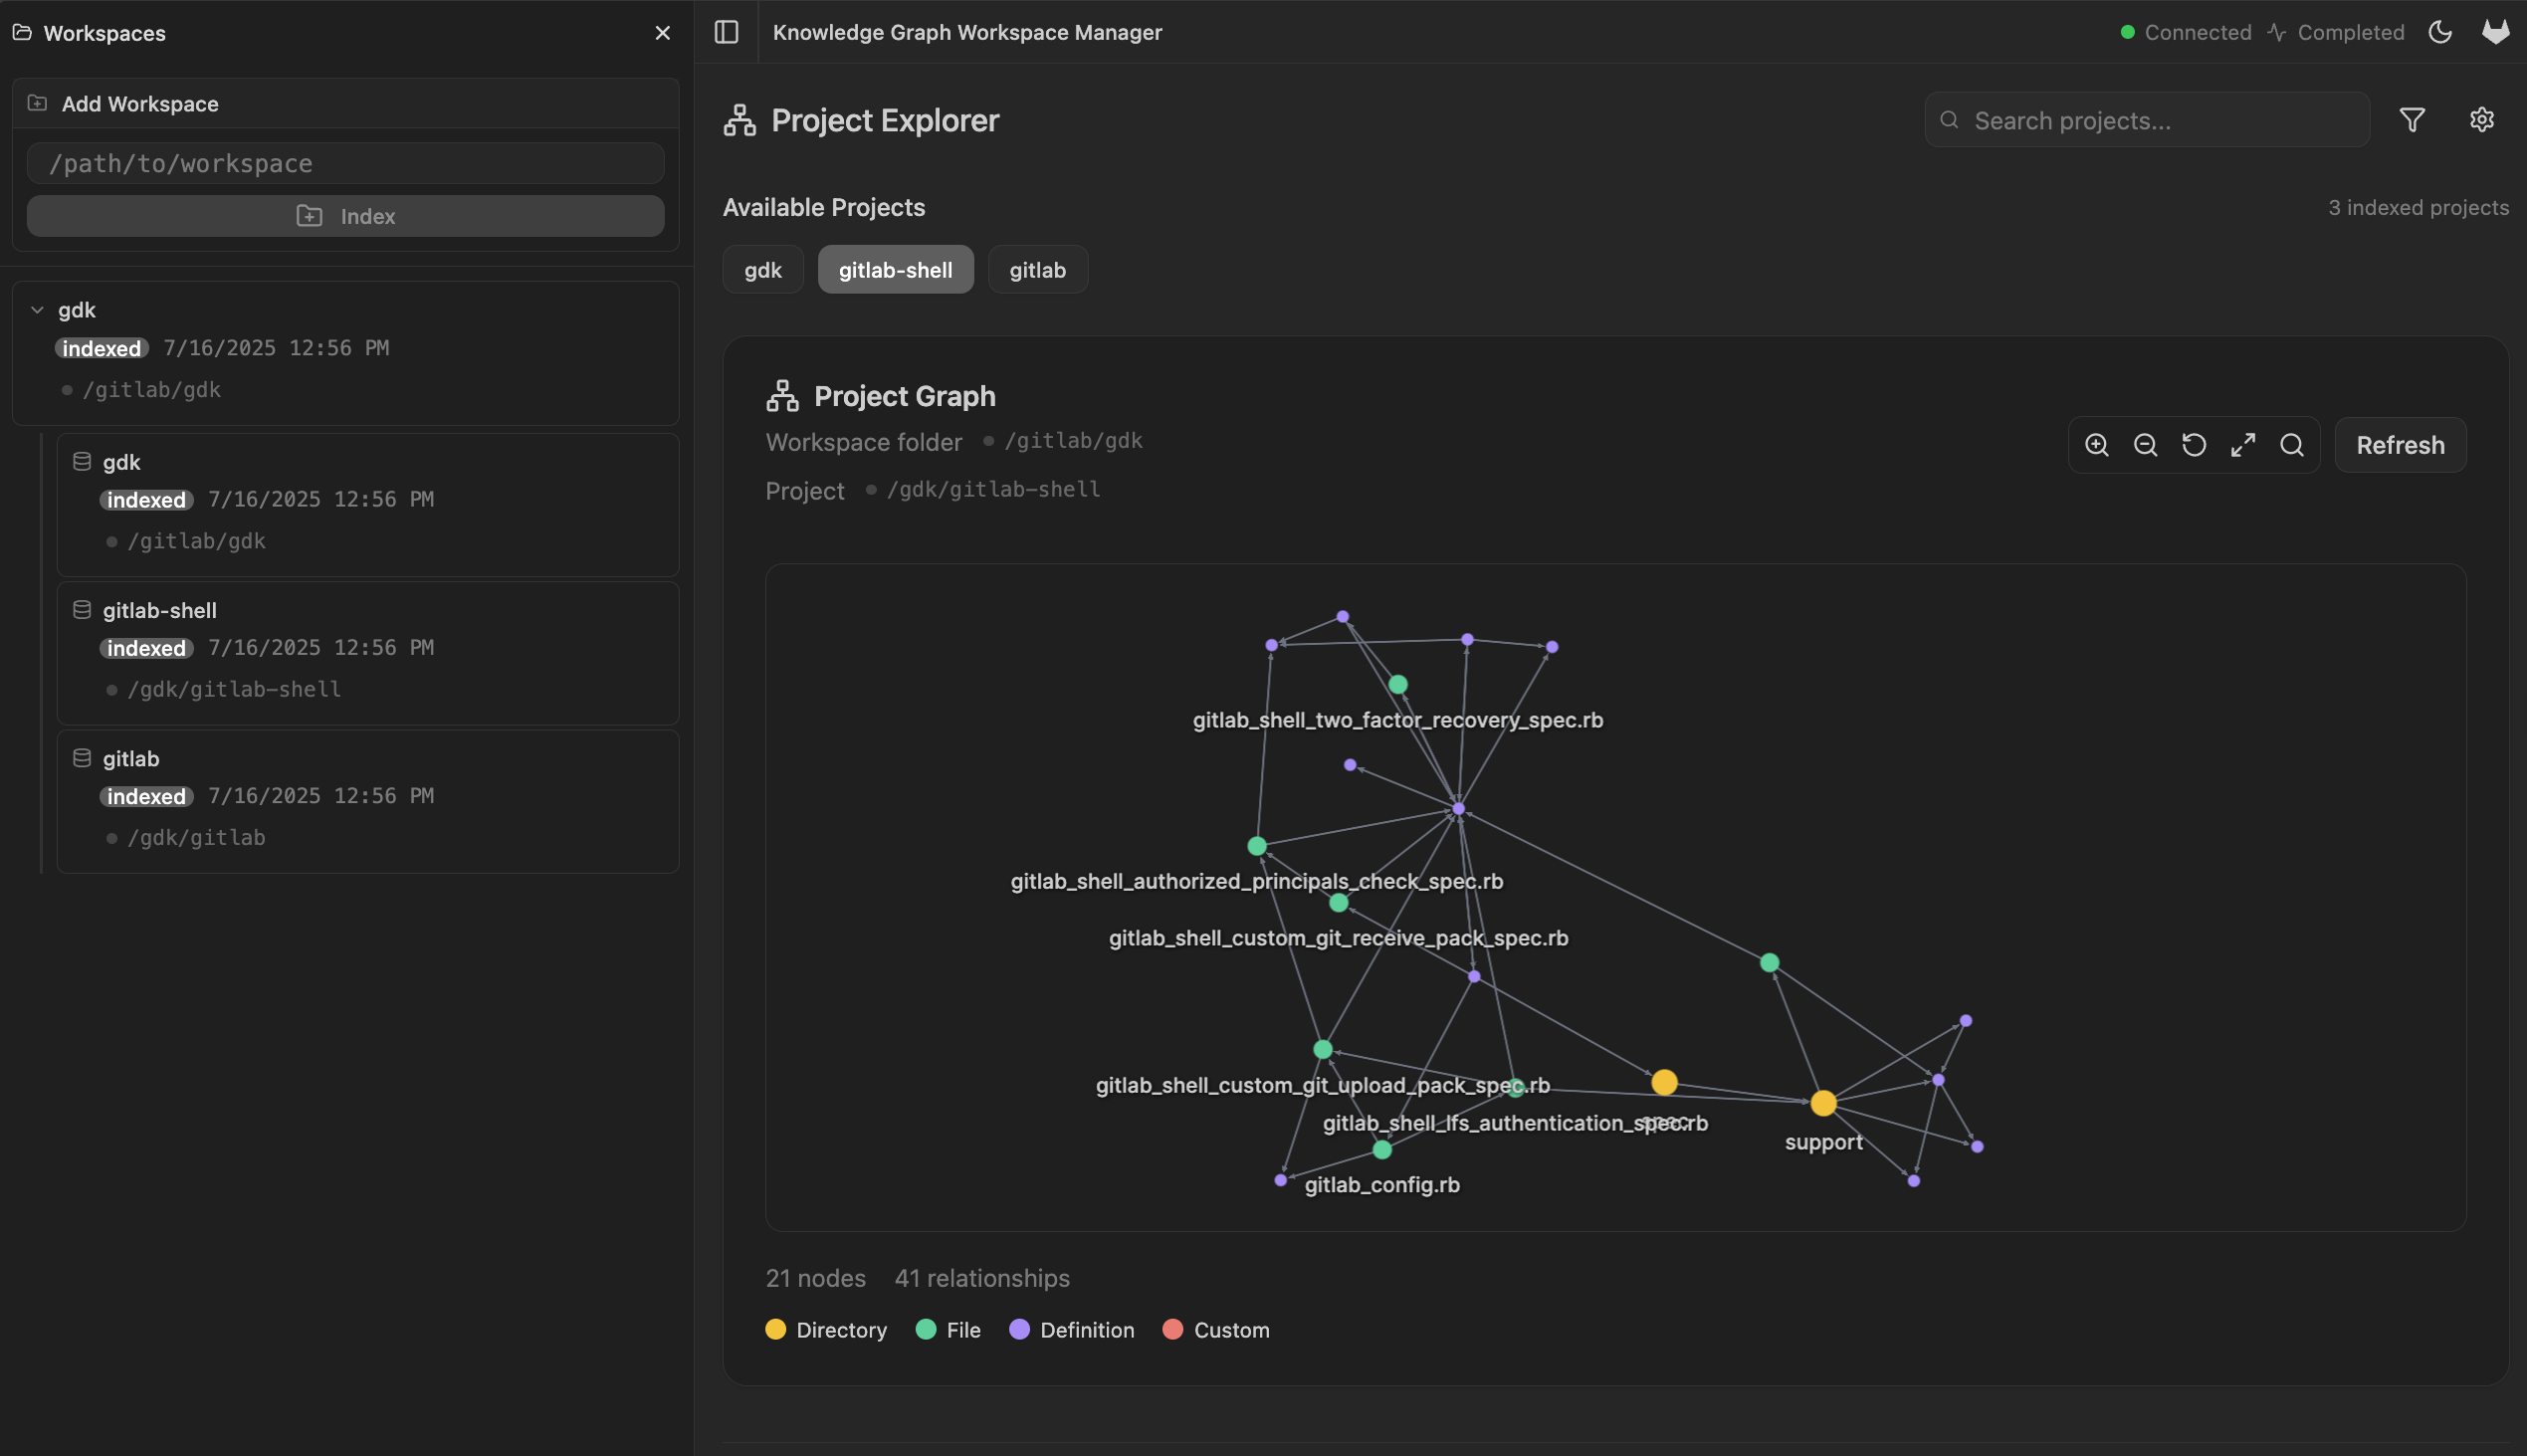 Workspaces
Add Workspace
/path/to/workspace
Index
gdk
indexed 7/16/2025 12:56 PM
/gitlab/gdk
gdk
indexed 7/16/2025 12:56 PM
/gitlab/gdk
gitlab-shell
indexed 7/16/2025 12:56 PM
/gdk/gitlab-shell
gitlab
indexed 7/16/2025 12:56 PM
/gdk/gitlab
Knowledge Graph Workspace Manager
Connected Completed
Project Explorer
Search projects...
Available Projects
3 indexed projects
gdk gitlab-shell gitlab
Project Graph
Workspace folder /gitlab/gdk
Project /gdk/gitlab-shell
Refresh
gitlab_shell_two_factor_recovery_spec.rb
gitlab_shell_authorized_principals_check_spec.rb
gitlab_shell_custom_git_receive_pack_spec.rb
gitlab_shell_custom_git_upload_pack_spec.rb
gitlab_shell_lfs_authentication_spec.rb
spec
support
gitlab_config.rb
21 nodes 41 relationships
Directory File Definition Custom